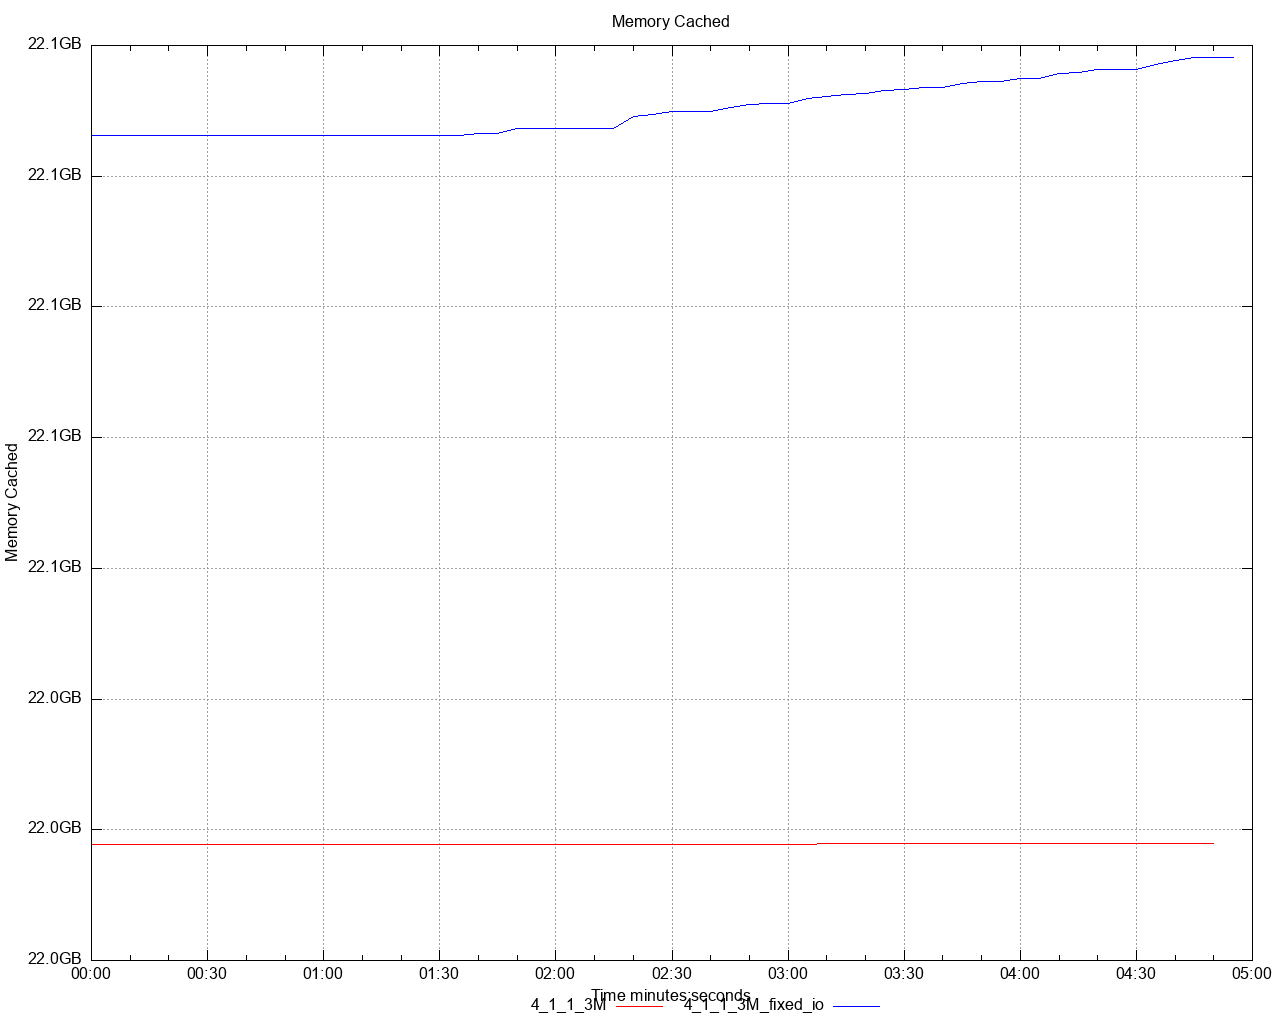 Memory Cached
22.1GB
22.1GB
22.1GB
22.1GB
22.1GB
22.0GB
22.0GB
22.0GB
Memory Cached
00:00 00:30 01:00 01:30 02:00 02:30 03:00 03:30 04:00 04:30 05:00
Time minutes:seconds
4_1_1_3M 4_1_1_3M_fixed_io